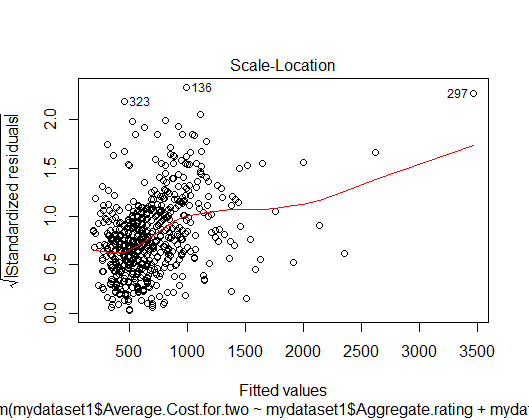 Scale-Location
136
323
297
√|Standardized residuals|
2.0
1.5
1.0
0.5
0.0
500 1000 1500 2000 2500 3000 3500
Fitted values
m(mydataset1$Average.Cost.for.two ~ mydataset1$Aggregate.rating + myda